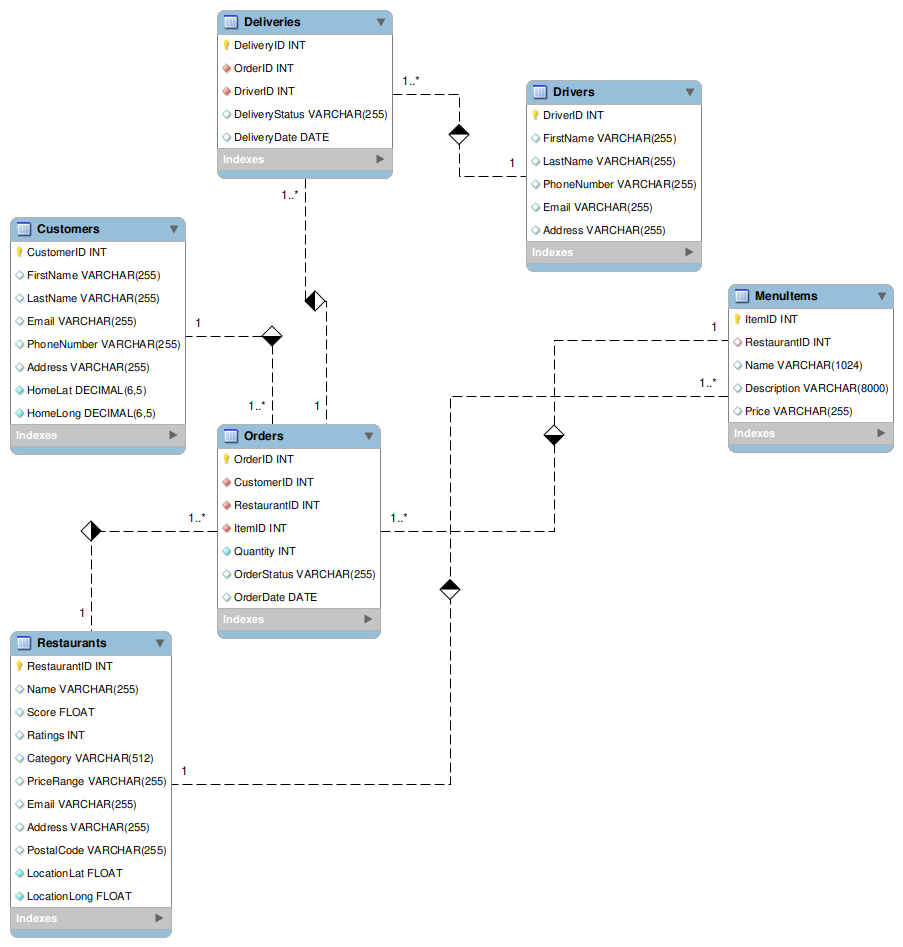 Deliveries
DeliveryID INT
OrderID INT
DriverID INT
DeliveryStatus VARCHAR(255)
DeliveryDate DATE
Indexes
1..*
1
1..*
Drivers
DriverID INT
FirstName VARCHAR(255)
LastName VARCHAR(255)
PhoneNumber VARCHAR(255)
Email VARCHAR(255)
Address VARCHAR(255)
Indexes
Customers
CustomerID INT
FirstName VARCHAR(255)
LastName VARCHAR(255)
Email VARCHAR(255)
PhoneNumber VARCHAR(255)
Address VARCHAR(255)
HomeLat DECIMAL(6,5)
HomeLong DECIMAL(6,5)
Indexes
1
1..*
1
MenuItems
ItemID INT
RestaurantID INT
Name VARCHAR(1024)
Description VARCHAR(8000)
Price VARCHAR(255)
Indexes
1
1..*
Orders
OrderID INT
CustomerID INT
RestaurantID INT
ItemID INT
Quantity INT
OrderStatus VARCHAR(255)
OrderDate DATE
Indexes
1..*
1..*
1
Restaurants
RestaurantID INT
Name VARCHAR(255)
Score FLOAT
Ratings INT
Category VARCHAR(512)
PriceRange VARCHAR(255)
Email VARCHAR(255)
Address VARCHAR(255)
PostalCode VARCHAR(255)
LocationLat FLOAT
LocationLong FLOAT
Indexes
1